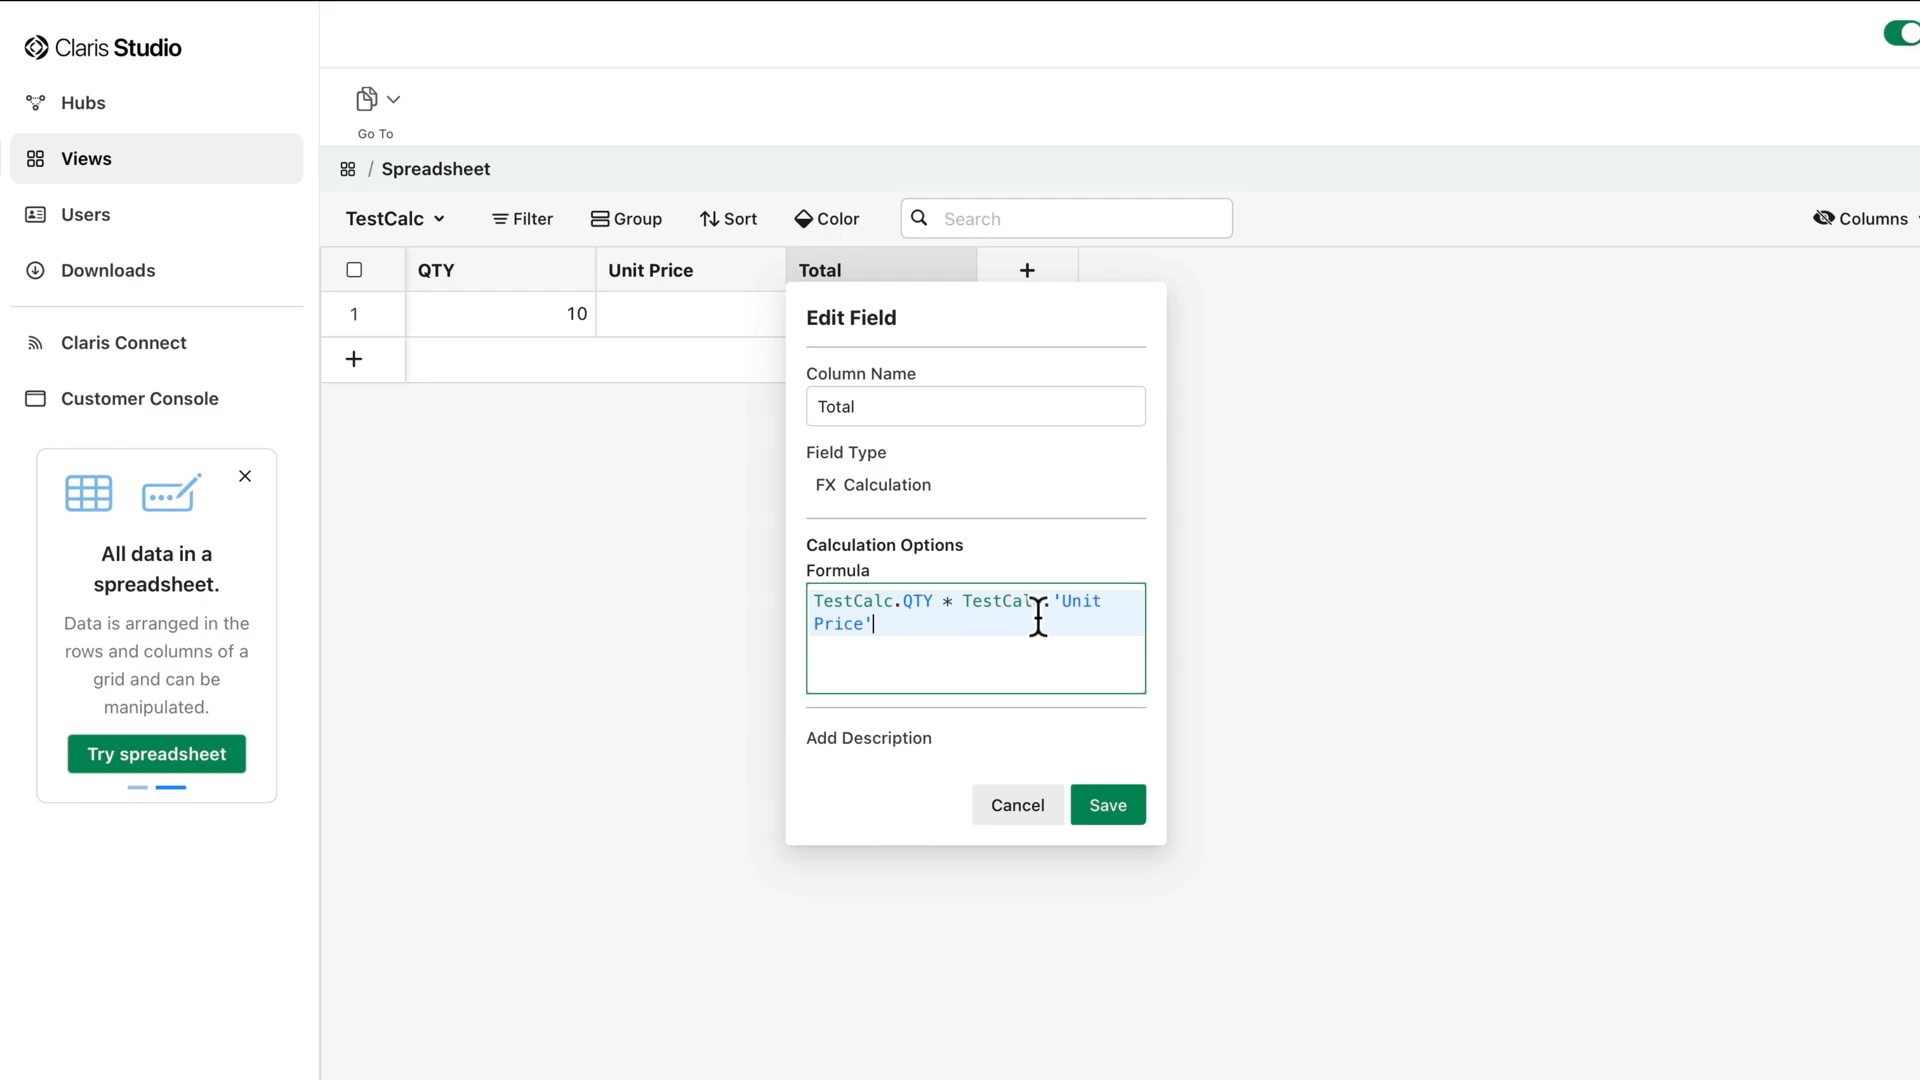 Claris Studio
Hubs
Views
Users
Downloads
Claris Connect
Customer Console
All data in a
spreadsheet.
Data is arranged in the
rows and columns of a
grid and can be
manipulated.
Try spreadsheet
Go To
/ Spreadsheet
TestCalc
Filter
Group
Sort
Color
Search
Columns
QTY
Unit Price
Total
+
1
10
+
Edit Field
Column Name
Total
Field Type
FX Calculation
Calculation Options
Formula
TestCalc.QTY * TestCalc.'Unit
Price'
Add Description
Cancel
Save